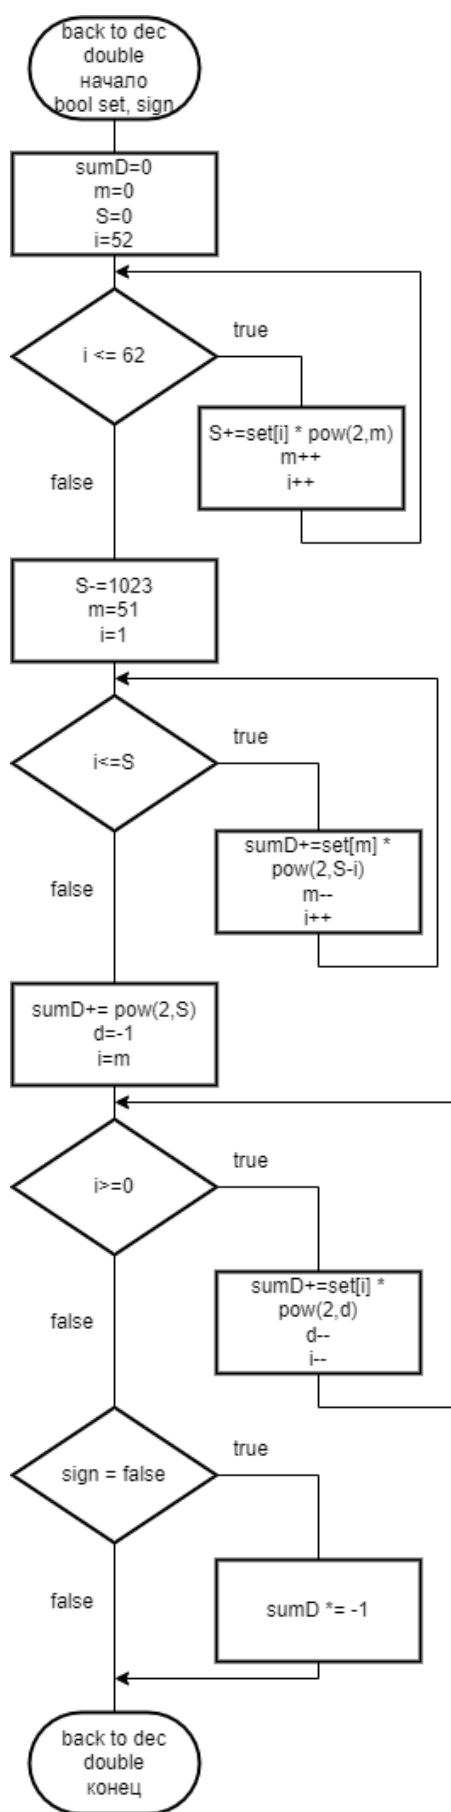 back to dec
double
начало
bool set, sign
sumD=0
m=0
S=0
i=52
i <= 62
true
S+=set[i] * pow(2,m)
m++
i++
false
S-=1023
m=51
i=1
i<=S
true
sumD+=set[m] *
pow(2,S-i)
m--
i++
false
sumD+= pow(2,S)
d=-1
i=m
i>=0
true
sumD+=set[i] *
pow(2,d)
d--
i--
false
sign = false
true
sumD *= -1
false
back to dec
double
конец